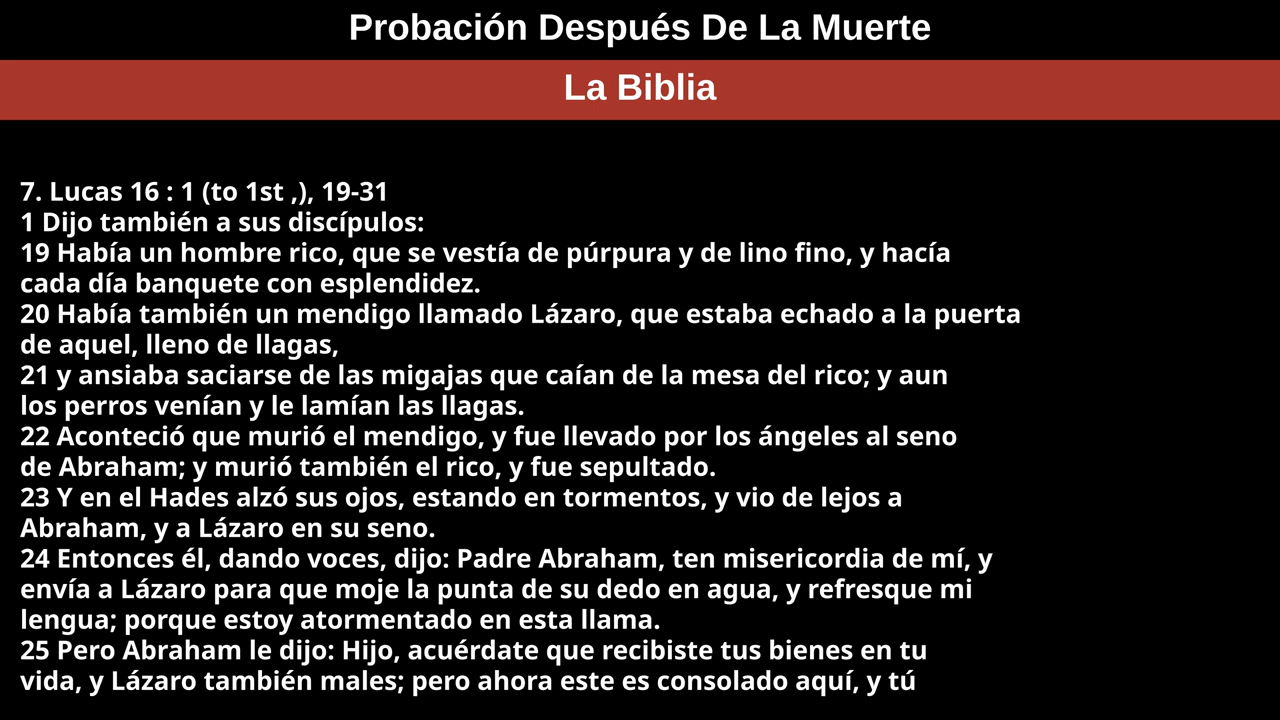 Probación Después De La Muerte
La Biblia
7. Lucas 16 : 1 (to 1st ,), 19-31
1 Dijo también a sus discípulos:
19 Había un hombre rico, que se vestía de púrpura y de lino fino, y hacía
cada día banquete con esplendidez.
20 Había también un mendigo llamado Lázaro, que estaba echado a la puerta
de aquel, lleno de llagas,
21 y ansiaba saciarse de las migajas que caían de la mesa del rico; y aun
los perros venían y le lamían las llagas.
22 Aconteció que murió el mendigo, y fue llevado por los ángeles al seno
de Abraham; y murió también el rico, y fue sepultado.
23 Y en el Hades alzó sus ojos, estando en tormentos, y vio de lejos a
Abraham, y a Lázaro en su seno.
24 Entonces él, dando voces, dijo: Padre Abraham, ten misericordia de mí, y
envía a Lázaro para que moje la punta de su dedo en agua, y refresque mi
lengua; porque estoy atormentado en esta llama.
25 Pero Abraham le dijo: Hijo, acuérdate que recibiste tus bienes en tu
vida, y Lázaro también males; pero ahora este es consolado aquí, y tú